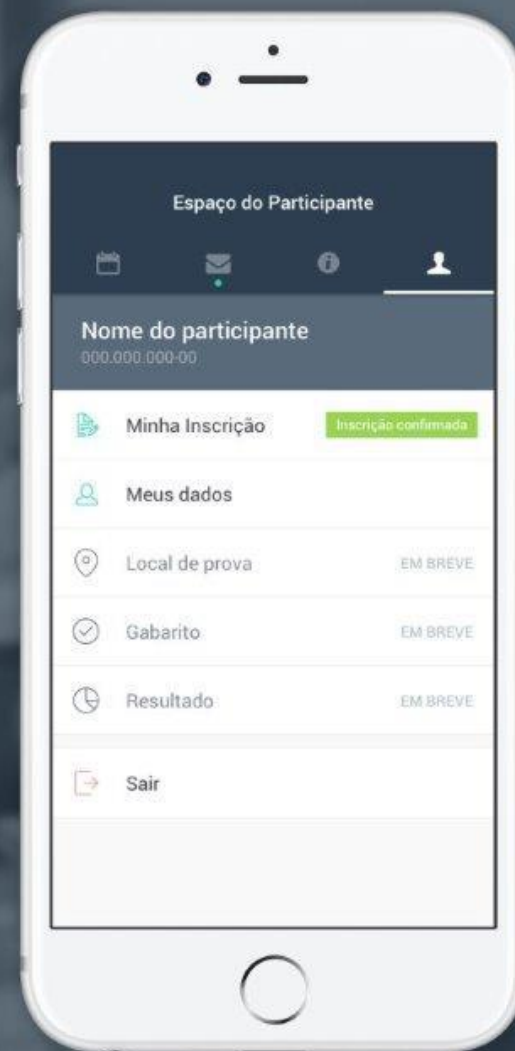 Espaço do Participante
Nome do participante
000.000.000-00
Minha Inscrição
Inscrição confirmada
Meus dados
Local de prova
EM BREVE
Gabarito
EM BREVE
Resultado
EM BREVE
Sair